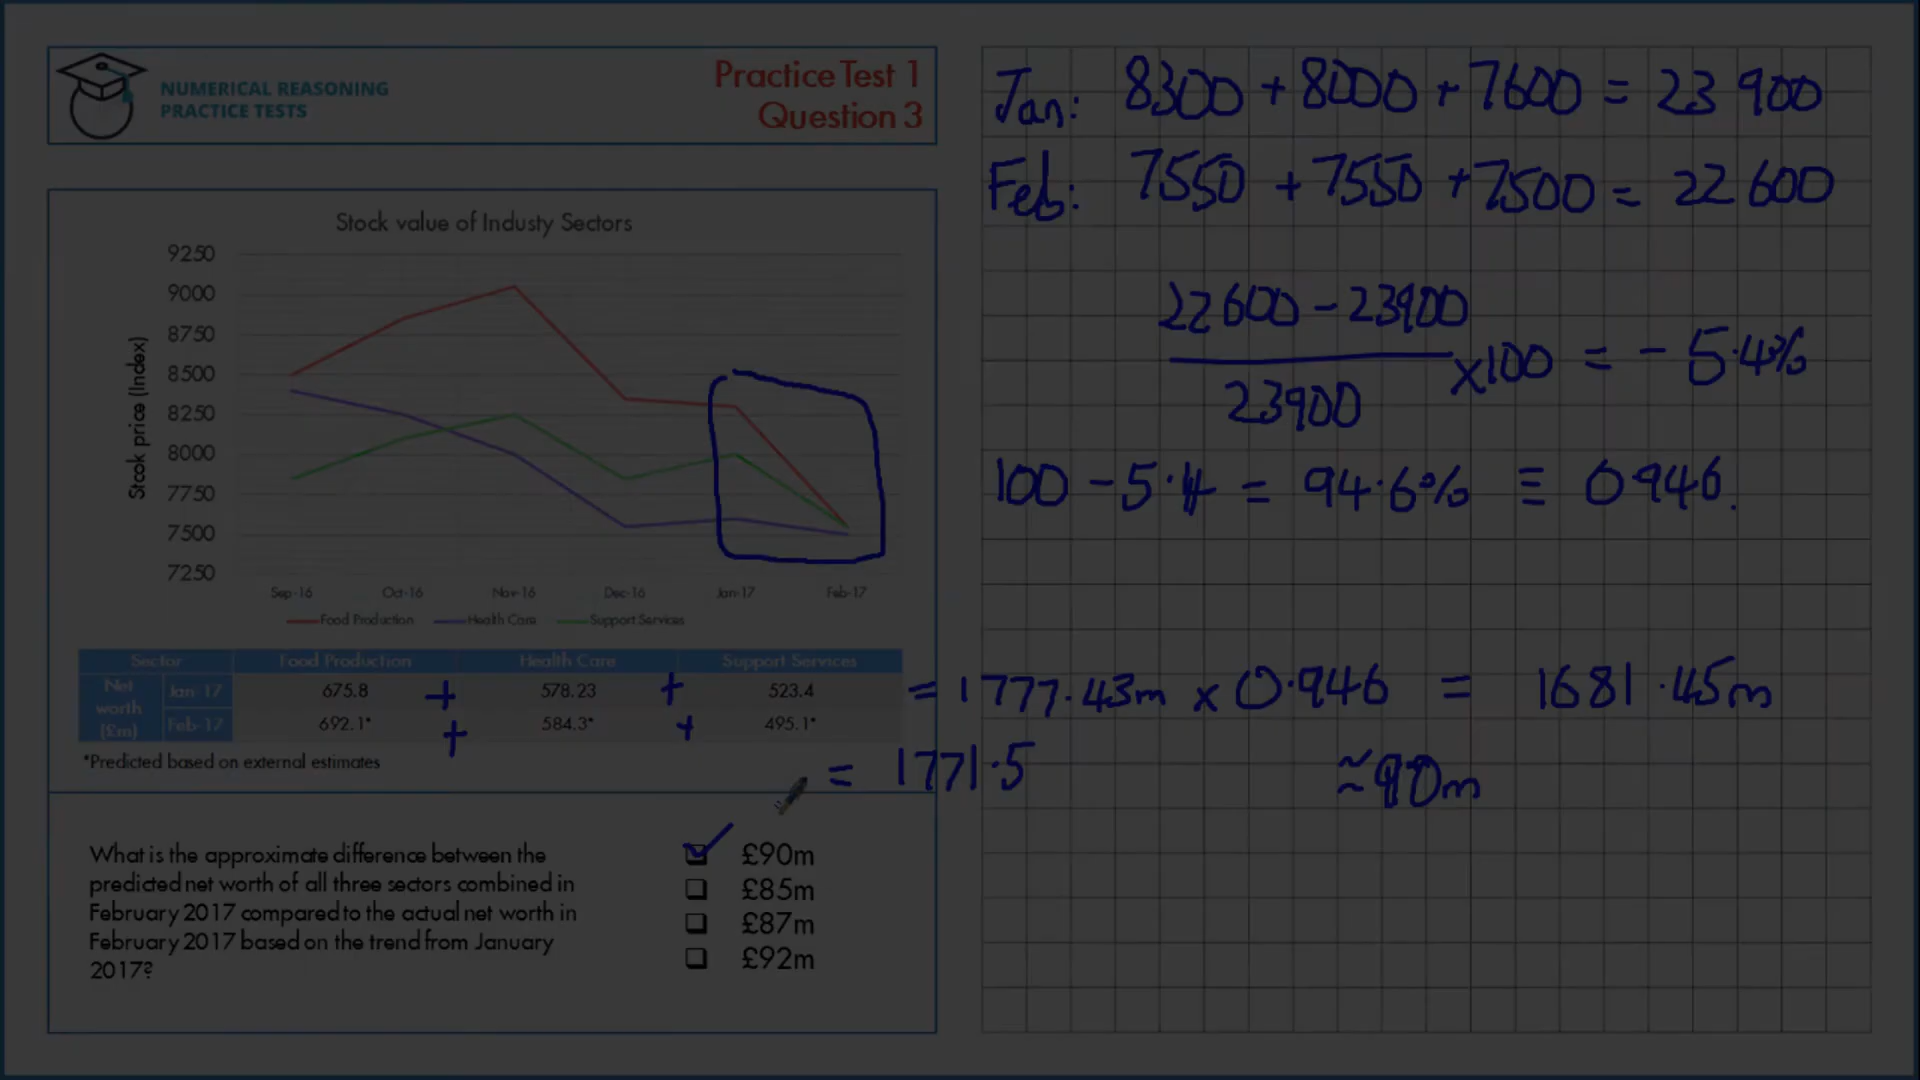 NUMERICAL REASONING
PRACTICE TESTS
Practice Test 1
Question 3
Stock value of Industy Sectors
Stock price (Index)
9250
9000
8750
8500
8250
8000
7750
7500
7250
Sep-16 Oct-16 Nov-16 Dec-16 Jan-17 Feb-17
Food Production Health Care Support Services
Sector Food Production Health Care Support Services
Net worth (£m)
Jan-17 675.8 + 578.23 + 523.4 = 1777.43m x 0.946 = 1681.45m
Feb-17 692.1* + 584.3* + 495.1*
= 1771.5
≈90m
*Predicted based on external estimates
What is the approximate difference between the
predicted net worth of all three sectors combined in
February 2017 compared to the actual net worth in
February 2017 based on the trend from January
2017?
£90m
£85m
£87m
£92m
Jan: 8300 + 8000 + 7600 = 23 900
Feb: 7550 + 7550 + 7500 = 22 600
22600 - 23900
23900
x100 = - 5.4%
100 - 5.4 = 94.6% ≡ 0.946.